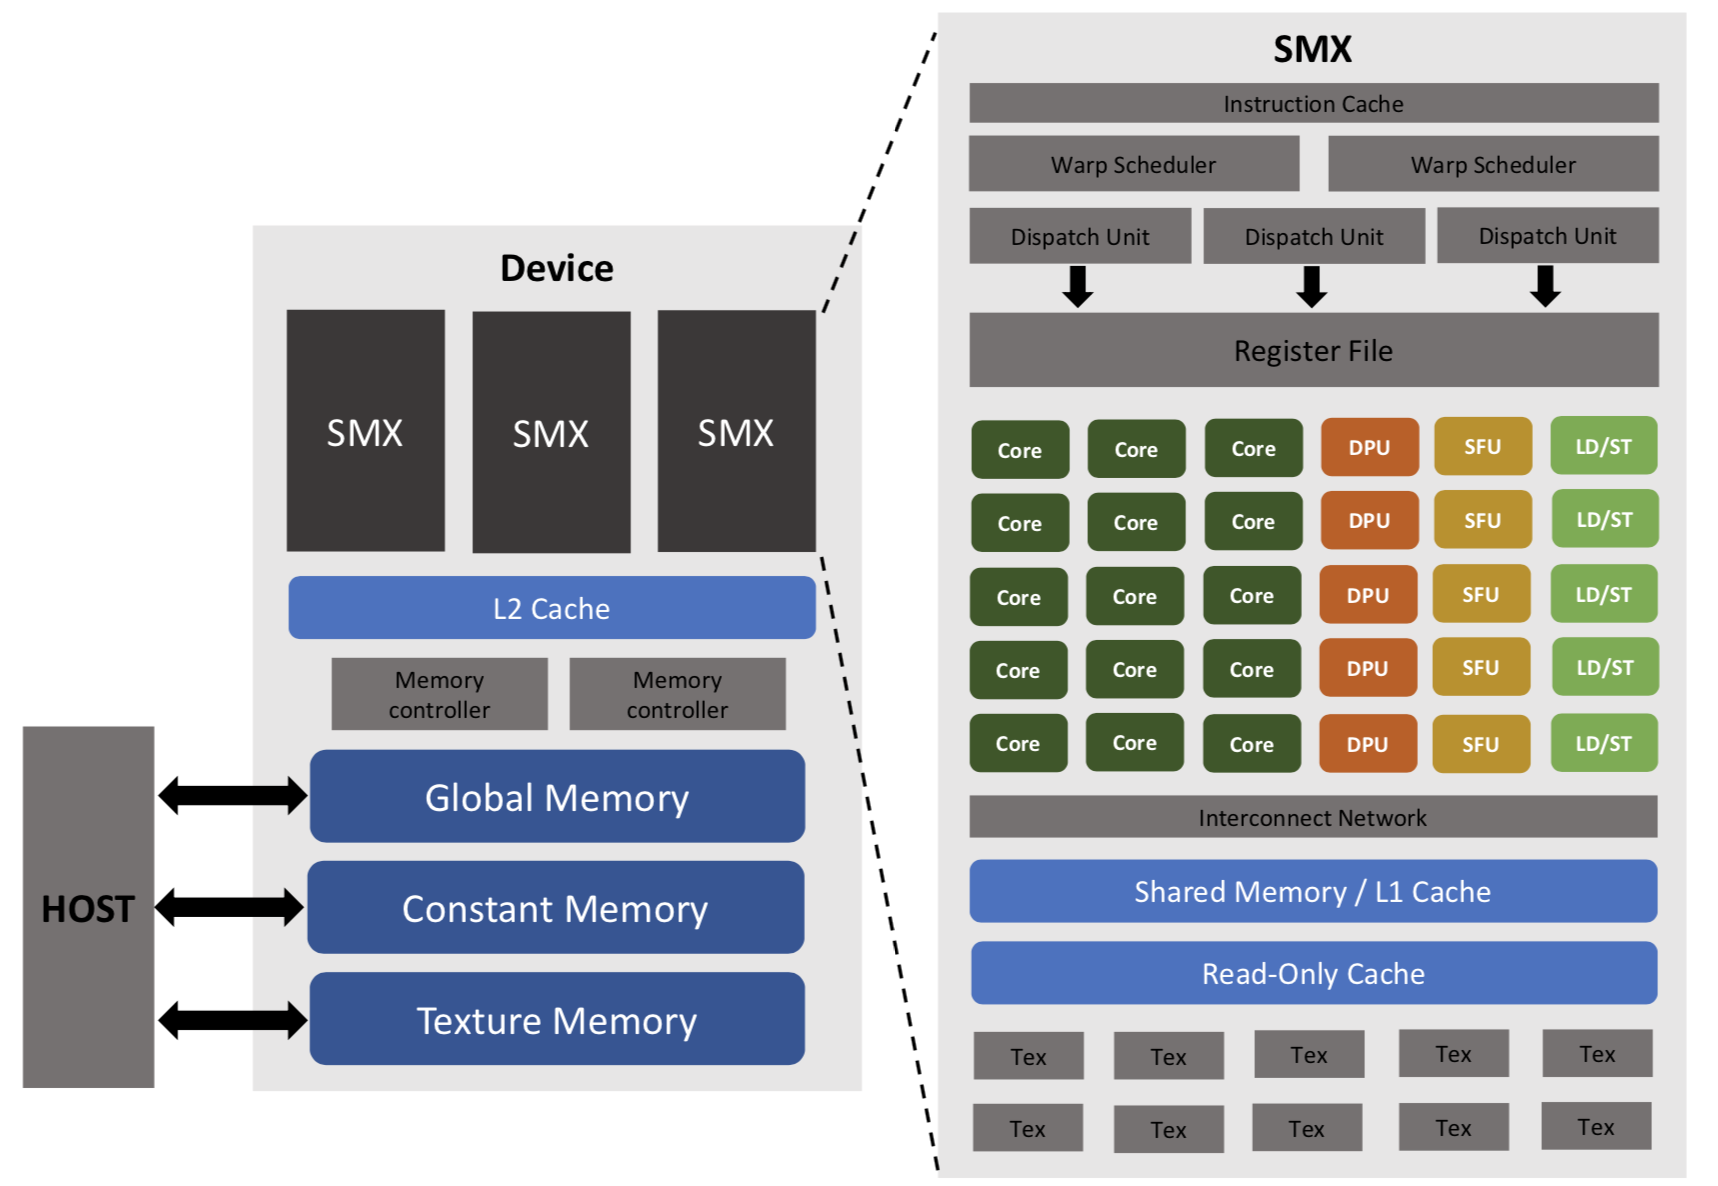 Device
SMX SMX SMX
L2 Cache
Memory controller
Memory controller
HOST
Global Memory
Constant Memory
Texture Memory
SMX
Instruction Cache
Warp Scheduler Warp Scheduler
Dispatch Unit Dispatch Unit Dispatch Unit
Register File
Core Core Core DPU SFU LD/ST
Core Core Core DPU SFU LD/ST
Core Core Core DPU SFU LD/ST
Core Core Core DPU SFU LD/ST
Core Core Core DPU SFU LD/ST
Interconnect Network
Shared Memory / L1 Cache
Read-Only Cache
Tex Tex Tex Tex Tex
Tex Tex Tex Tex Tex